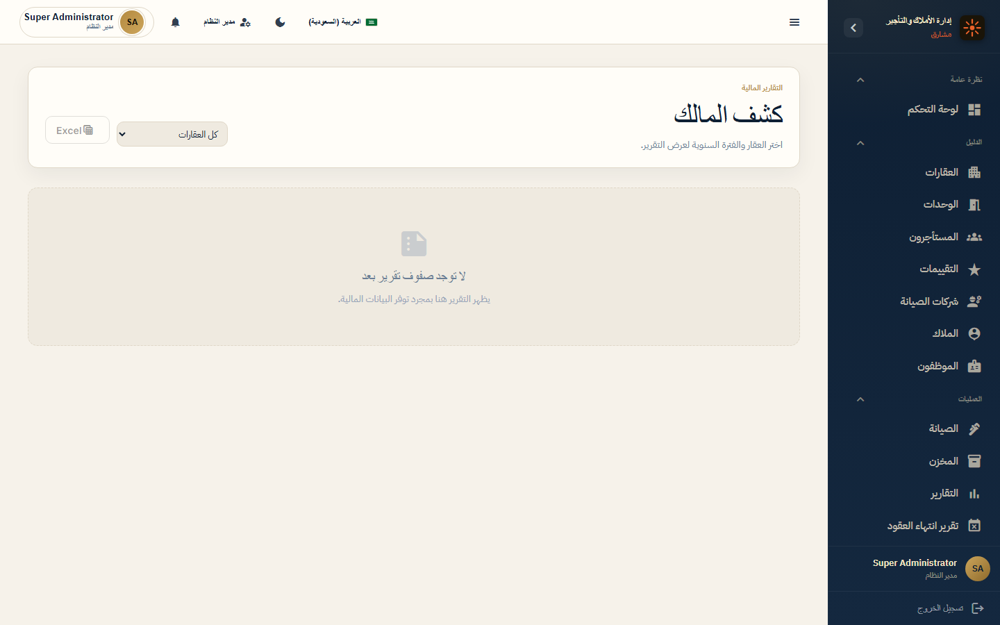 إدارة الأملاك والتأجير
مشارق
نظرة عامة
لوحة التحكم
الدليل
العقارات
الوحدات
المستأجرون
التقييمات
شركات الصيانة
الملاك
الموظفون
العمليات
الصيانة
المخزن
التقارير
تقرير انتهاء العقود
SA
Super Administrator
مدير النظام
تسجيل الخروج
العربية (السعودية)
مدير النظام
SA
Super Administrator
مدير النظام
التقارير المالية
كشف المالك
اختر العقار والفترة السنوية لعرض التقرير.
كل العقارات
Excel
لا توجد صفوف تقرير بعد
يظهر التقرير هنا بمجرد توفر البيانات المالية.